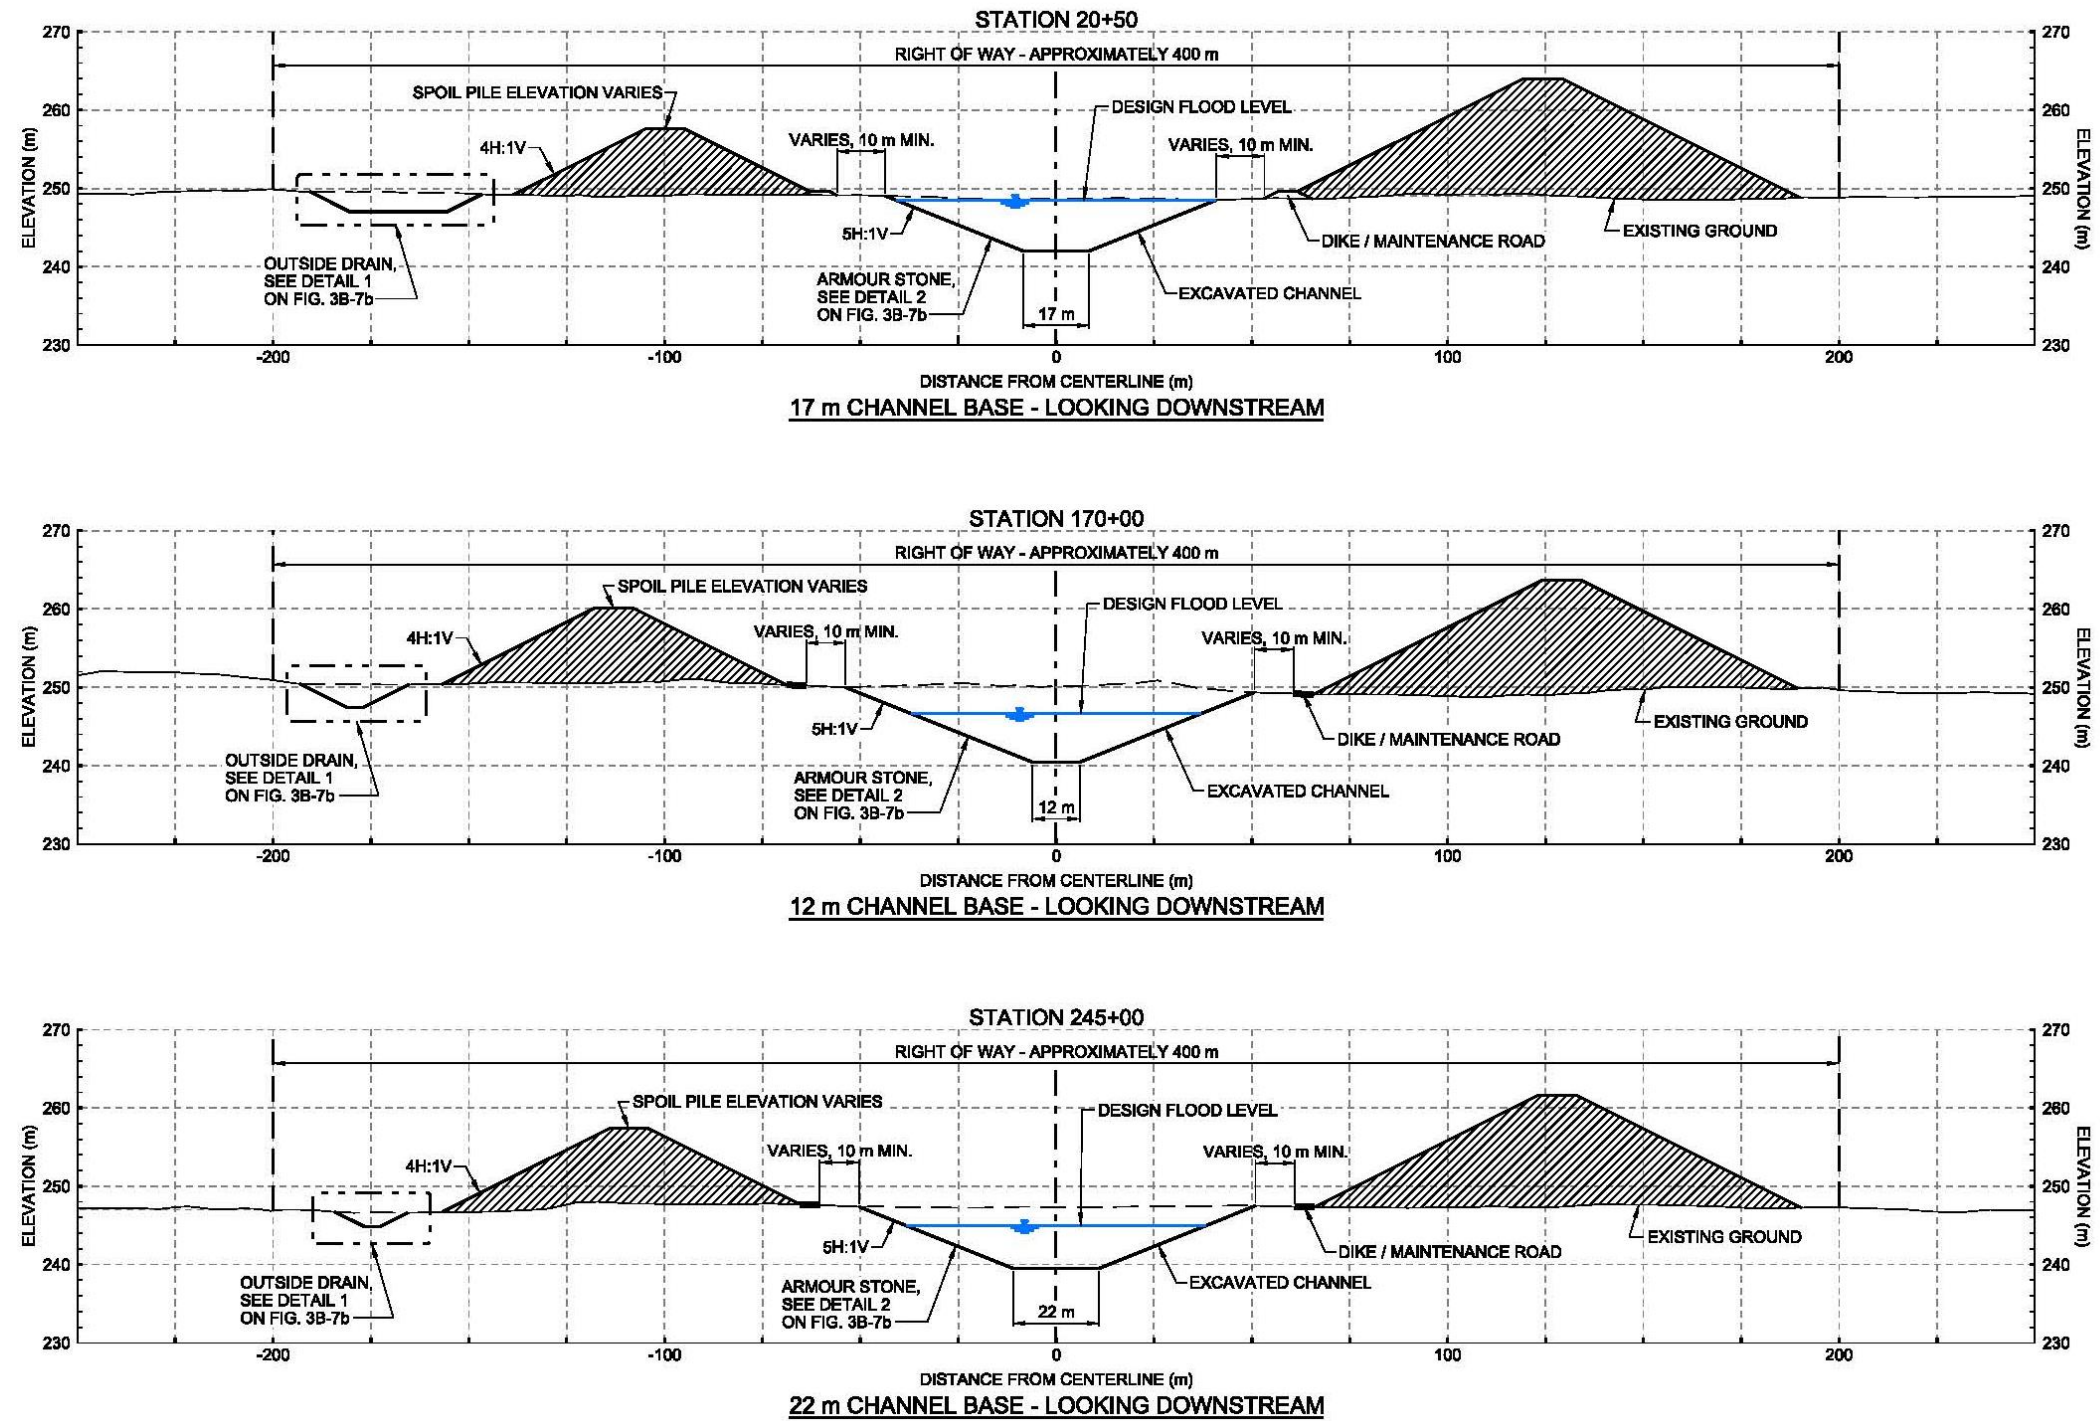 STATION 20+50
RIGHT OF WAY - APPROXIMATELY 400 m
SPOIL PILE ELEVATION VARIES
DESIGN FLOOD LEVEL
4H:1V
VARIES, 10 m MIN.
VARIES, 10 m MIN.
5H:1V
DIKE / MAINTENANCE ROAD
EXISTING GROUND
OUTSIDE DRAIN,
SEE DETAIL 1
ON FIG. 3B-7b
ARMOUR STONE,
SEE DETAIL 2
ON FIG. 3B-7b
EXCAVATED CHANNEL
17 m
ELEVATION (m)
270
260
250
240
230
270
260
250
240
230
ELEVATION (m)
-200
-100
0
100
200
DISTANCE FROM CENTERLINE (m)
17 m CHANNEL BASE - LOOKING DOWNSTREAM
STATION 170+00
RIGHT OF WAY - APPROXIMATELY 400 m
SPOIL PILE ELEVATION VARIES
DESIGN FLOOD LEVEL
4H:1V
VARIES, 10 m MIN.
VARIES, 10 m MIN.
5H:1V
EXISTING GROUND
DIKE / MAINTENANCE ROAD
OUTSIDE DRAIN,
SEE DETAIL 1
ON FIG. 3B-7b
ARMOUR STONE,
SEE DETAIL 2
ON FIG. 3B-7b
EXCAVATED CHANNEL
12 m
ELEVATION (m)
270
260
250
240
230
270
260
250
240
230
ELEVATION (m)
-200
-100
0
100
200
DISTANCE FROM CENTERLINE (m)
12 m CHANNEL BASE - LOOKING DOWNSTREAM
STATION 245+00
RIGHT OF WAY - APPROXIMATELY 400 m
SPOIL PILE ELEVATION VARIES
DESIGN FLOOD LEVEL
4H:1V
VARIES, 10 m MIN.
VARIES, 10 m MIN.
5H:1V
EXISTING GROUND
DIKE / MAINTENANCE ROAD
OUTSIDE DRAIN,
SEE DETAIL 1
ON FIG. 3B-7b
ARMOUR STONE,
SEE DETAIL 2
ON FIG. 3B-7b
EXCAVATED CHANNEL
22 m
ELEVATION (m)
270
260
250
240
230
270
260
250
240
230
ELEVATION (m)
-200
-100
0
100
200
DISTANCE FROM CENTERLINE (m)
22 m CHANNEL BASE - LOOKING DOWNSTREAM